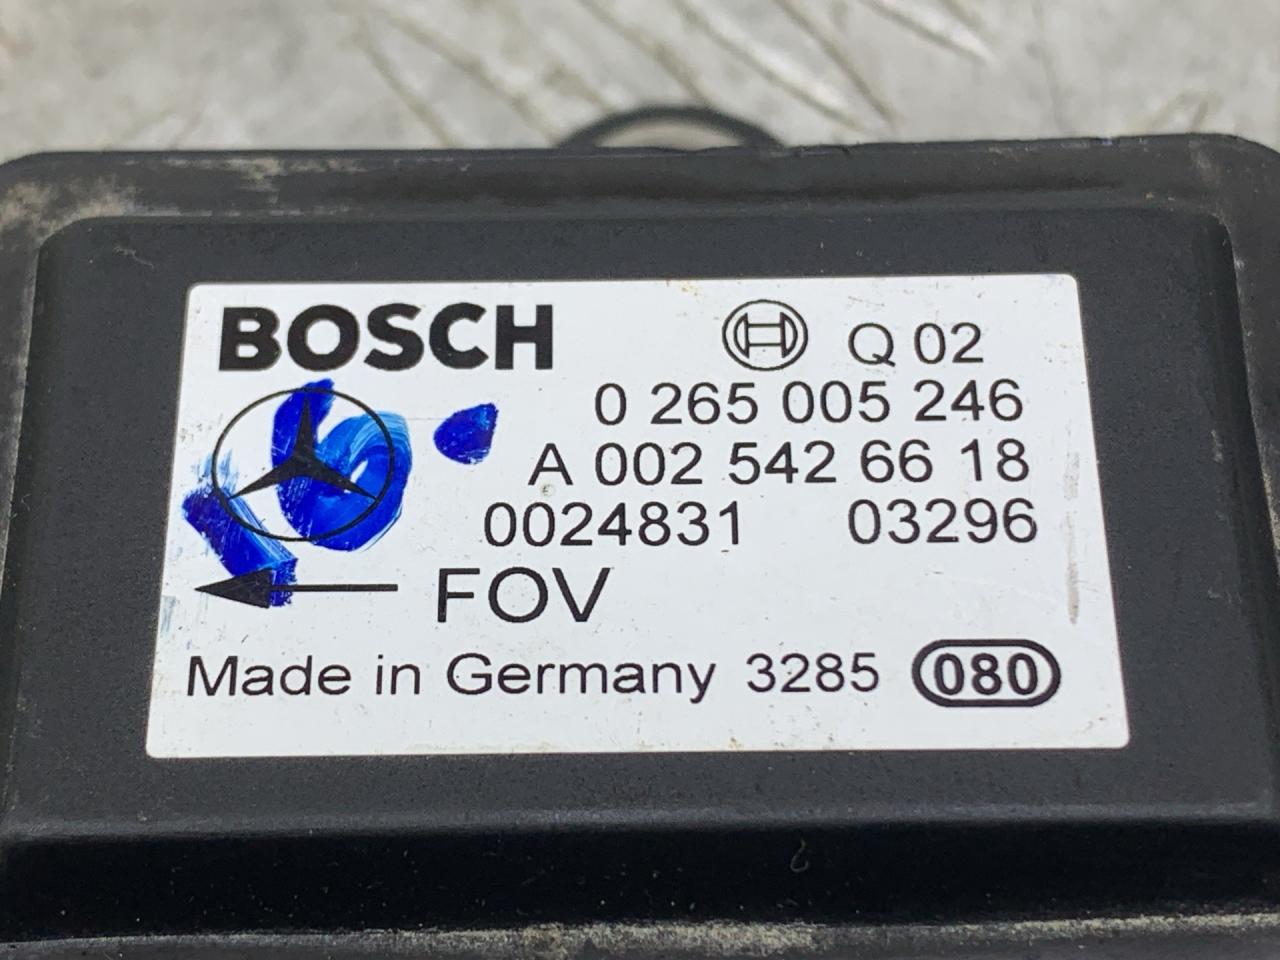 BOSCH Q 02
0 265 005 246
A 002 542 66 18
0024831 03296
FOV
Made in Germany 3285 080